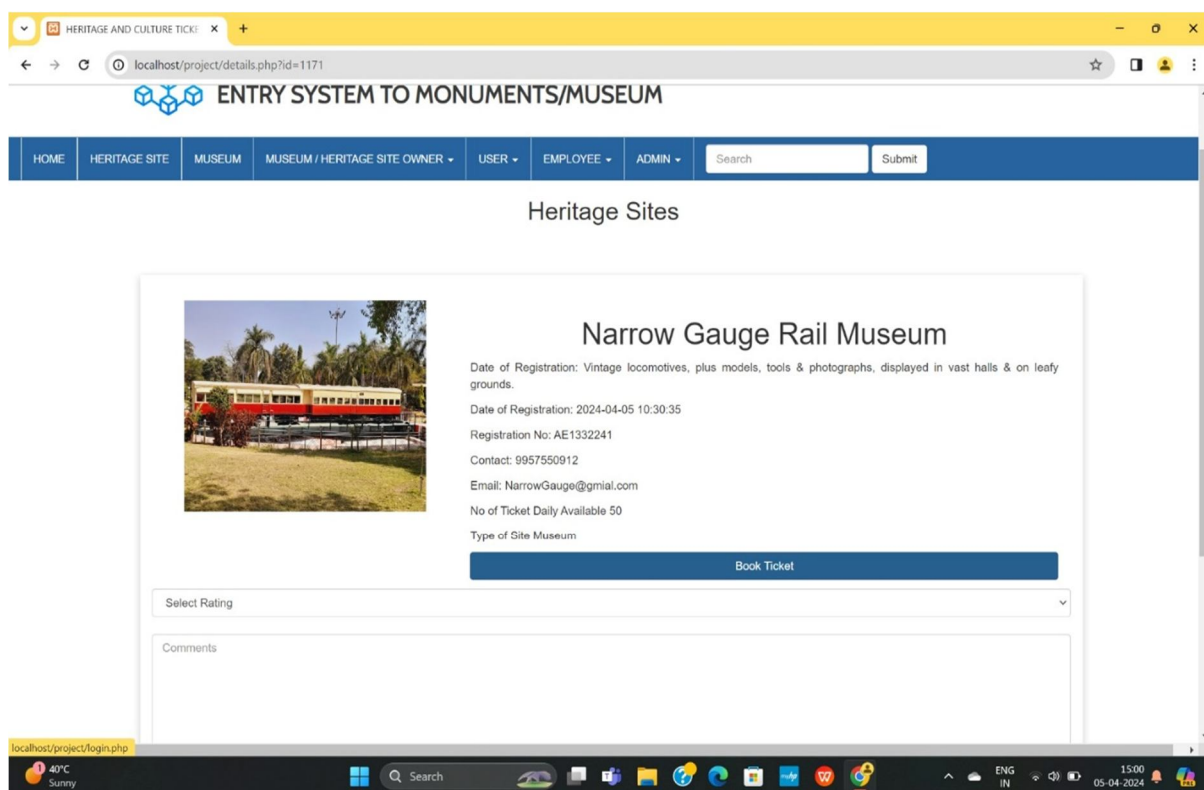 HERITAGE AND CULTURE TICKE
localhost/project/details.php?id=1171
ENTRY SYSTEM TO MONUMENTS/MUSEUM
HOME HERITAGE SITE MUSEUM MUSEUM / HERITAGE SITE OWNER USER EMPLOYEE ADMIN Search Submit
Heritage Sites
Narrow Gauge Rail Museum
Date of Registration: Vintage locomotives, plus models, tools & photographs, displayed in vast halls & on leafy
grounds.
Date of Registration: 2024-04-05 10:30:35
Registration No: AE1332241
Contact: 9957550912
Email: NarrowGauge@gmial.com
No of Ticket Daily Available 50
Type of Site Museum
Book Ticket
Select Rating
Comments
localhost/project/login.php
1 40°C
Sunny
Search
ENG
IN
15:00
05-04-2024